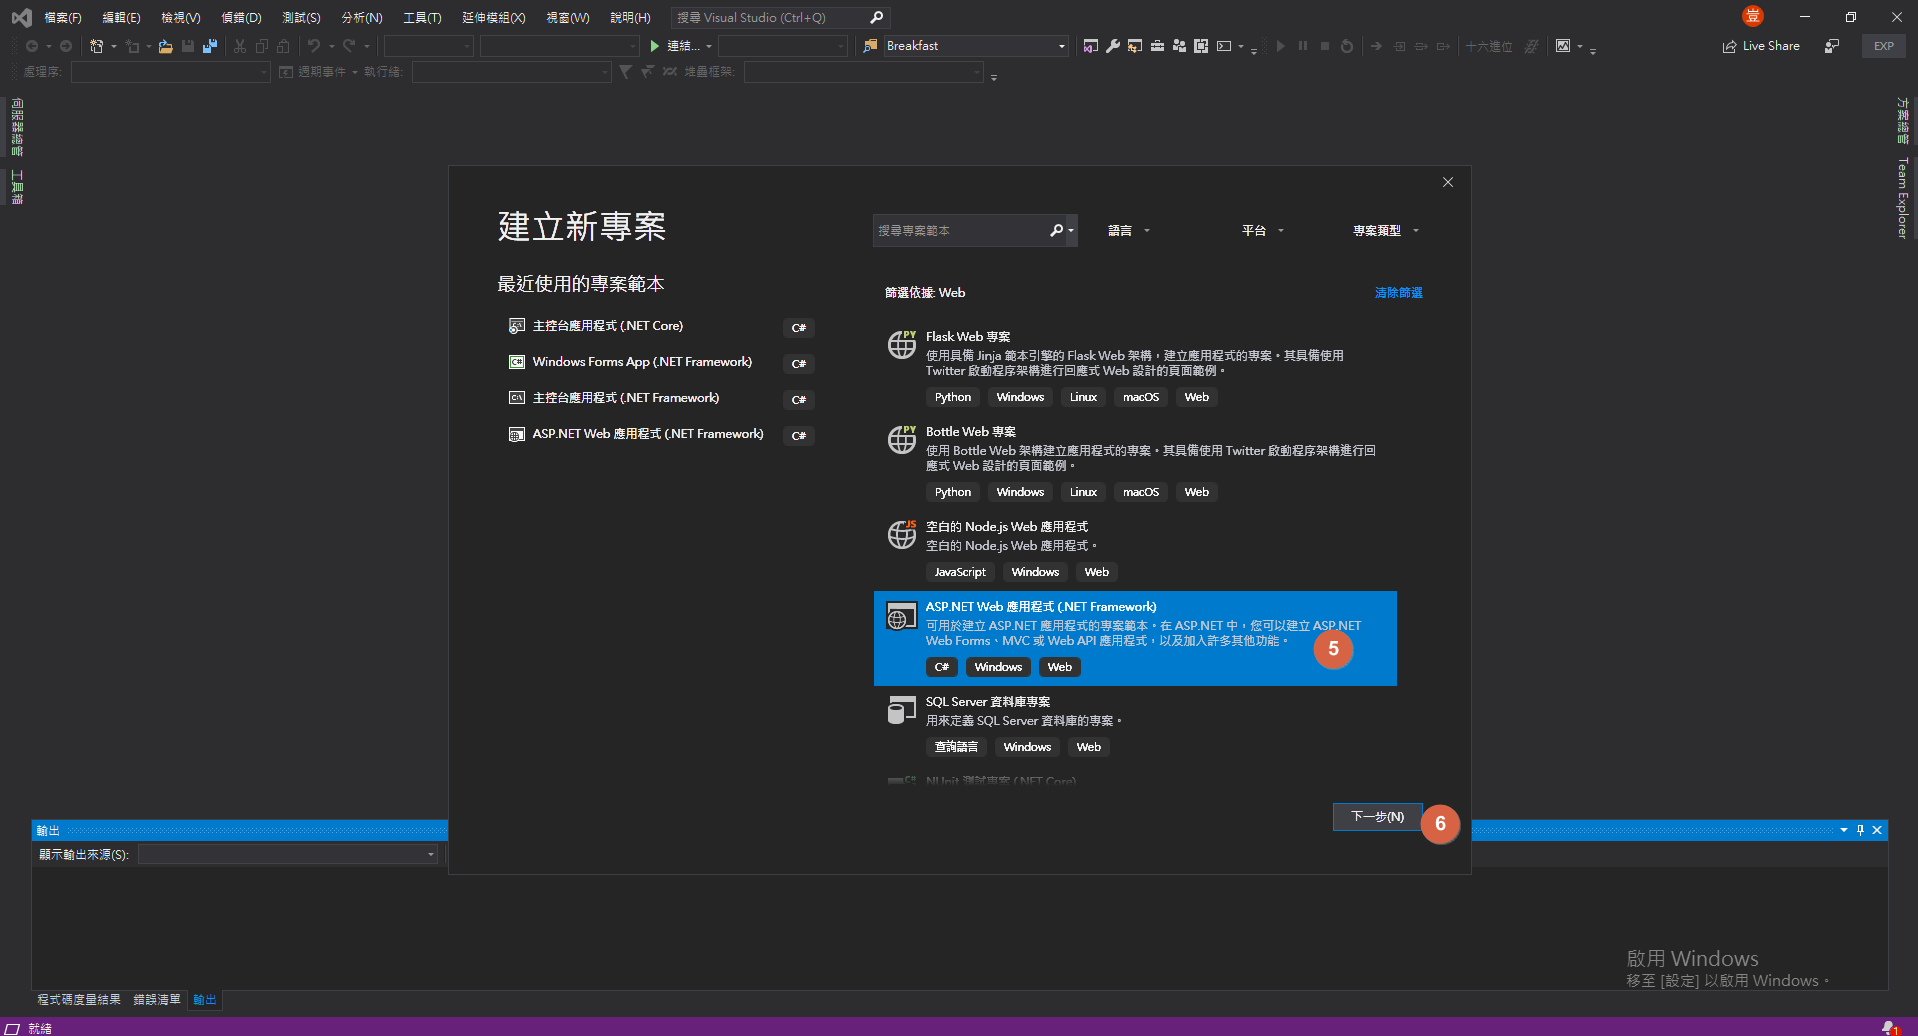 檔案(F) 編輯(E) 檢視(V) 偵錯(D) 測試(S) 分析(N) 工具(T) 延伸模組(X) 視窗(W) 說明(H) 搜尋 Visual Studio (Ctrl+Q) 豈
連結... Breakfast 十六進位 Live Share EXP
處理序: 週期事件 執行緒: 堆疊框架:
伺服器總管
工具箱
方案總管
Team Explorer
建立新專案
最近使用的專案範本
主控台應用程式 (.NET Core) C#
Windows Forms App (.NET Framework) C#
主控台應用程式 (.NET Framework) C#
ASP.NET Web 應用程式 (.NET Framework) C#
搜尋專案範本 語言 平台 專案類型
篩選依據: Web 清除篩選
Flask Web 專案
使用具備 Jinja 範本引擎的 Flask Web 架構，建立應用程式的專案。其具備使用
Twitter 啟動程序架構進行回應式 Web 設計的頁面範例。
Python Windows Linux macOS Web
Bottle Web 專案
使用 Bottle Web 架構建立應用程式的專案。其具備使用 Twitter 啟動程序架構進行回
應式 Web 設計的頁面範例。
Python Windows Linux macOS Web
空白的 Node.js Web 應用程式
空白的 Node.js Web 應用程式。
JavaScript Windows Web
ASP.NET Web 應用程式 (.NET Framework)
可用於建立 ASP.NET 應用程式的專案範本。在 ASP.NET 中，您可以建立 ASP.NET
Web Forms、MVC 或 Web API 應用程式，以及加入許多其他功能。
5
C# Windows Web
SQL Server 資料庫專案
用來定義 SQL Server 資料庫的專案。
查詢語言 Windows Web
NUnit 測試專案 (.NET Core)
下一步(N) 6
輸出
顯示輸出來源(S):
啟用 Windows
移至 [設定] 以啟用 Windows。
程式碼度量結果 錯誤清單 輸出
就緒 1